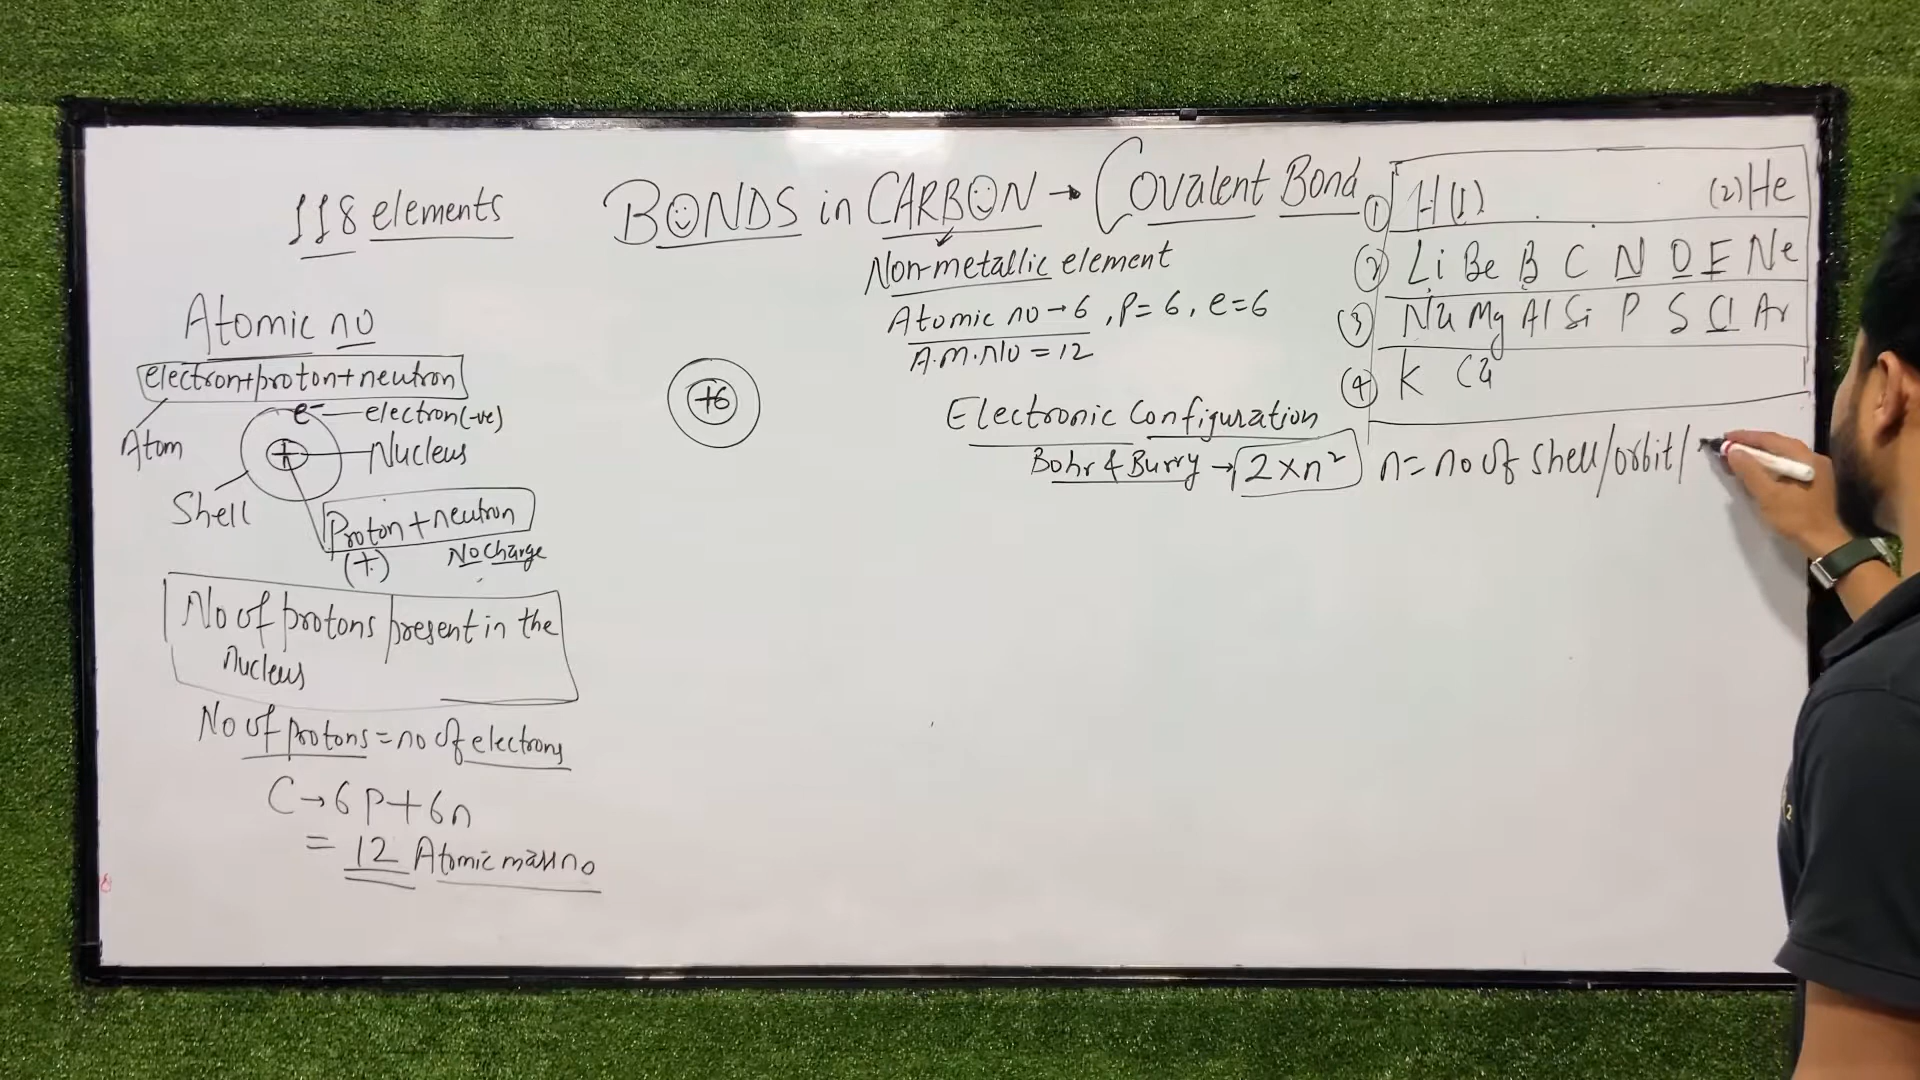 118 elements
BONDS in CARBON → Covalent Bond
Non-metallic element
Atomic no → 6, P = 6, e = 6
A.M.No = 12
Atomic no
electron+proton+neutron
Atom
e⁻
electron(-ve)
Nucleus
+
n
Shell
Proton + neutron
(+)
No charge
No of protons present in the
nucleus
No of protons = no of electrons
C → 6P + 6n
= 12 Atomic mass no
+6
Electronic Configuration
Bohr & Burry → 2×n²
n = no of shell/orbit/
① H(1) (2)He
② Li Be B C N O F Ne
③ Na Mg Al Si P S Cl Ar
④ K Ca
2